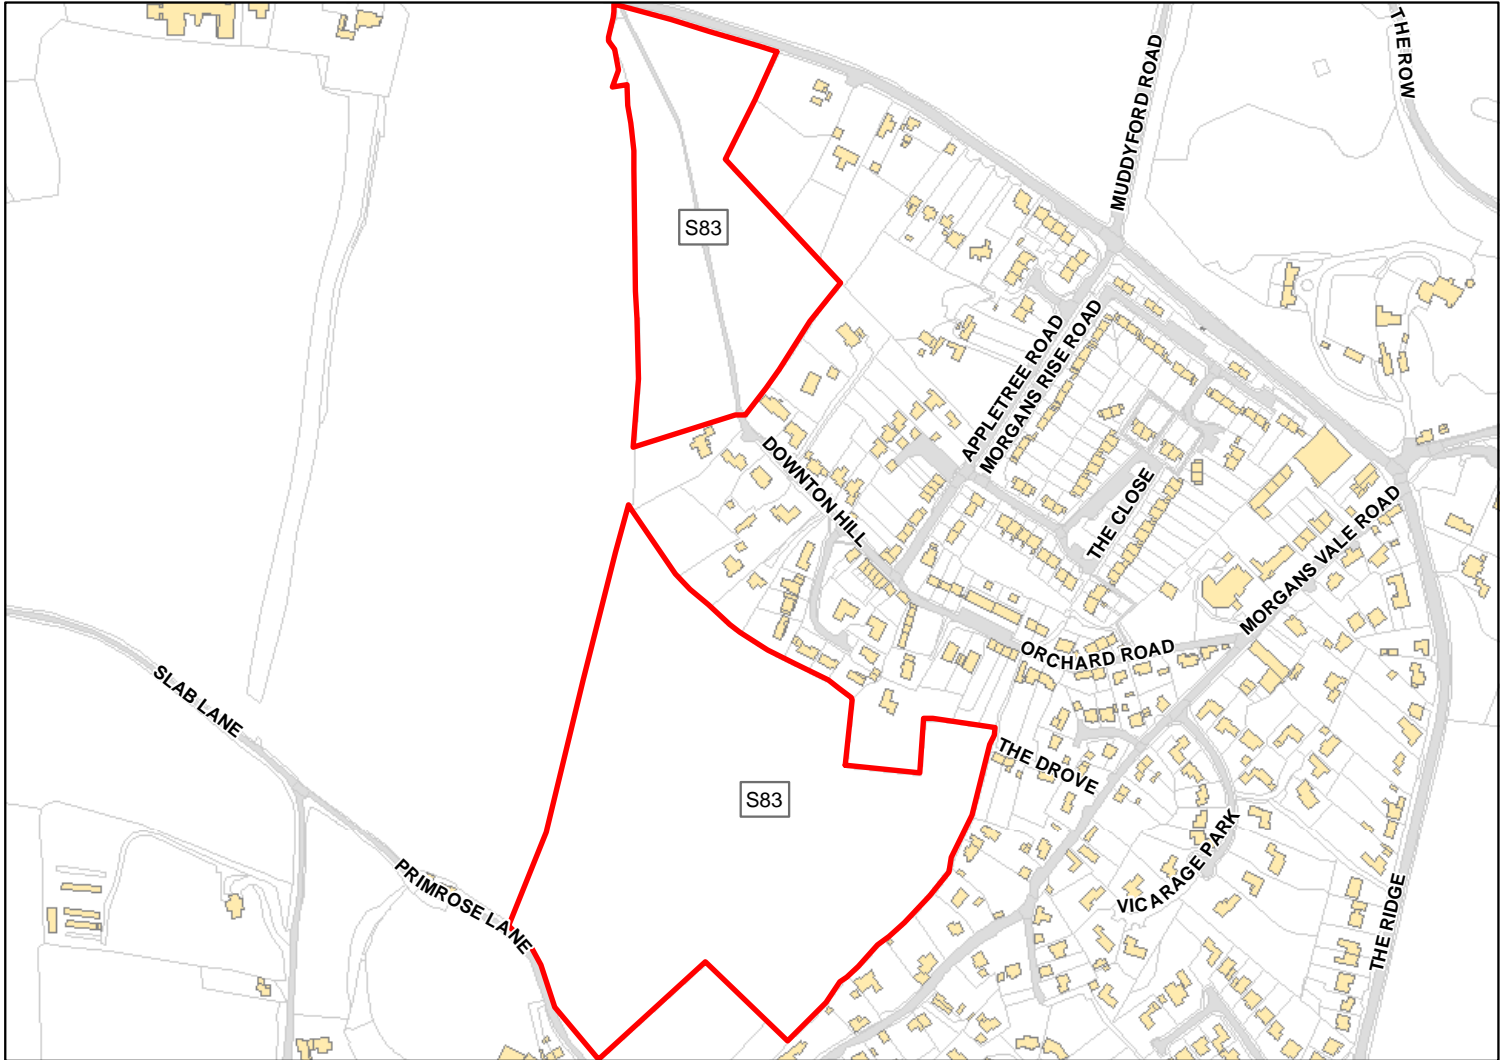 THE ROW
MUDDYFORD ROAD
S83
APPLETREE ROAD
MORGANS RISE ROAD
DOWNTON HILL
THE CLOSE
MORGANS VALE ROAD
ORCHARD ROAD
SLAB LANE
THE DROVE
S83
VICARAGE PARK
PRIMROSE LANE
THE RIDGE